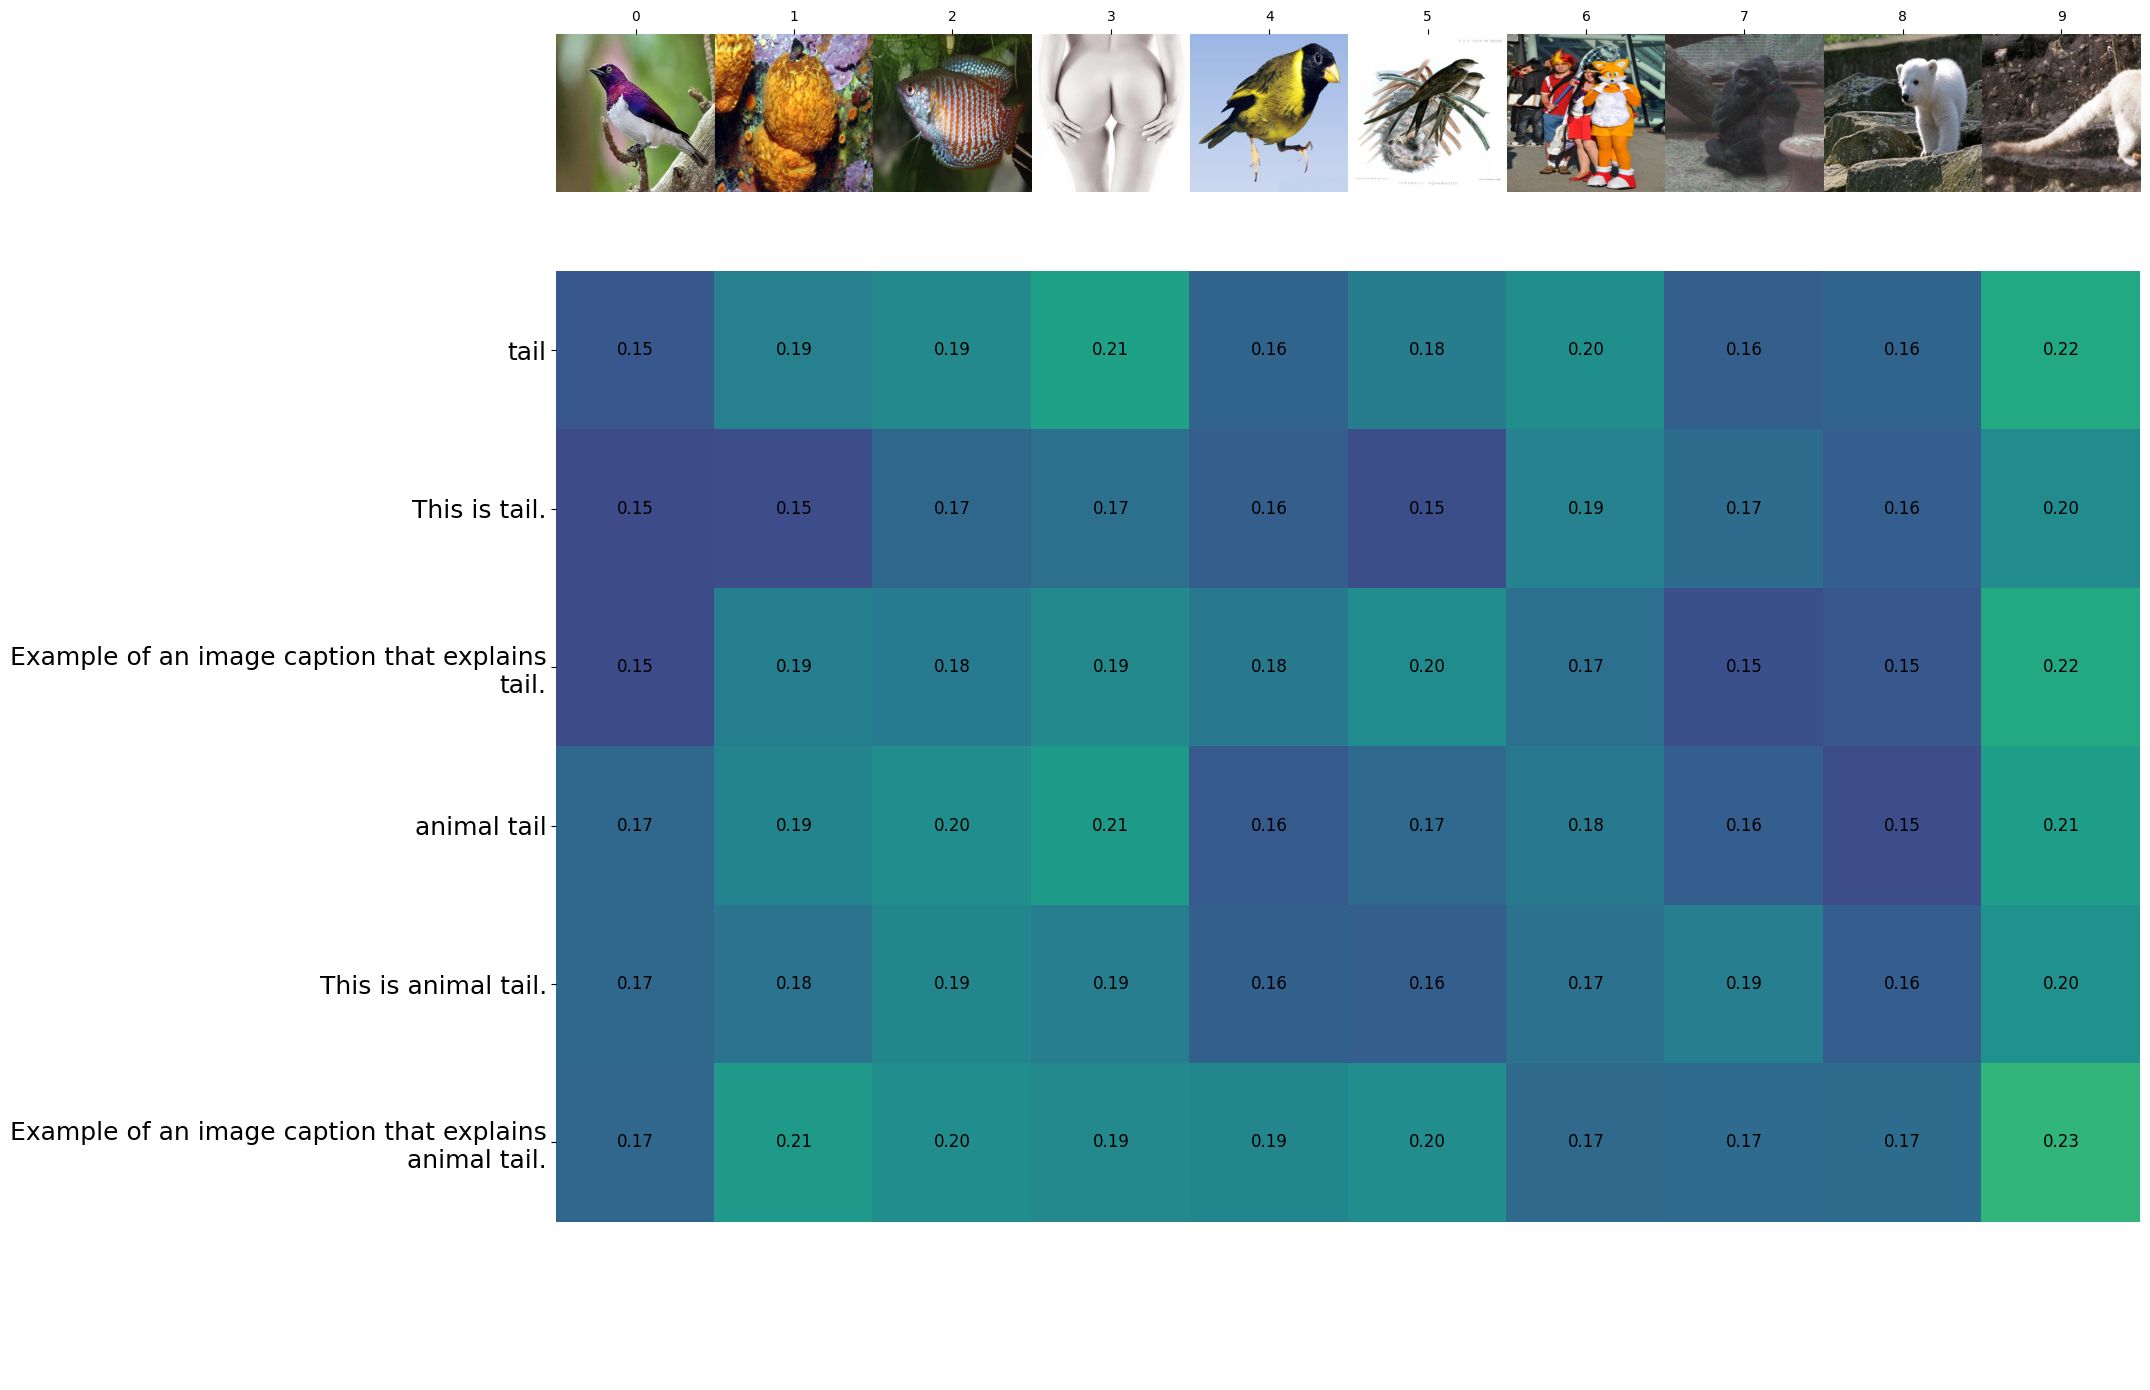 0 1 2 3 4 5 6 7 8 9
tail 0.15 0.19 0.19 0.21 0.16 0.18 0.20 0.16 0.16 0.22
This is tail. 0.15 0.15 0.17 0.17 0.16 0.15 0.19 0.17 0.16 0.20
Example of an image caption that explains
tail. 0.15 0.19 0.18 0.19 0.18 0.20 0.17 0.15 0.15 0.22
animal tail 0.17 0.19 0.20 0.21 0.16 0.17 0.18 0.16 0.15 0.21
This is animal tail. 0.17 0.18 0.19 0.19 0.16 0.16 0.17 0.19 0.16 0.20
Example of an image caption that explains
animal tail. 0.17 0.21 0.20 0.19 0.19 0.20 0.17 0.17 0.17 0.23